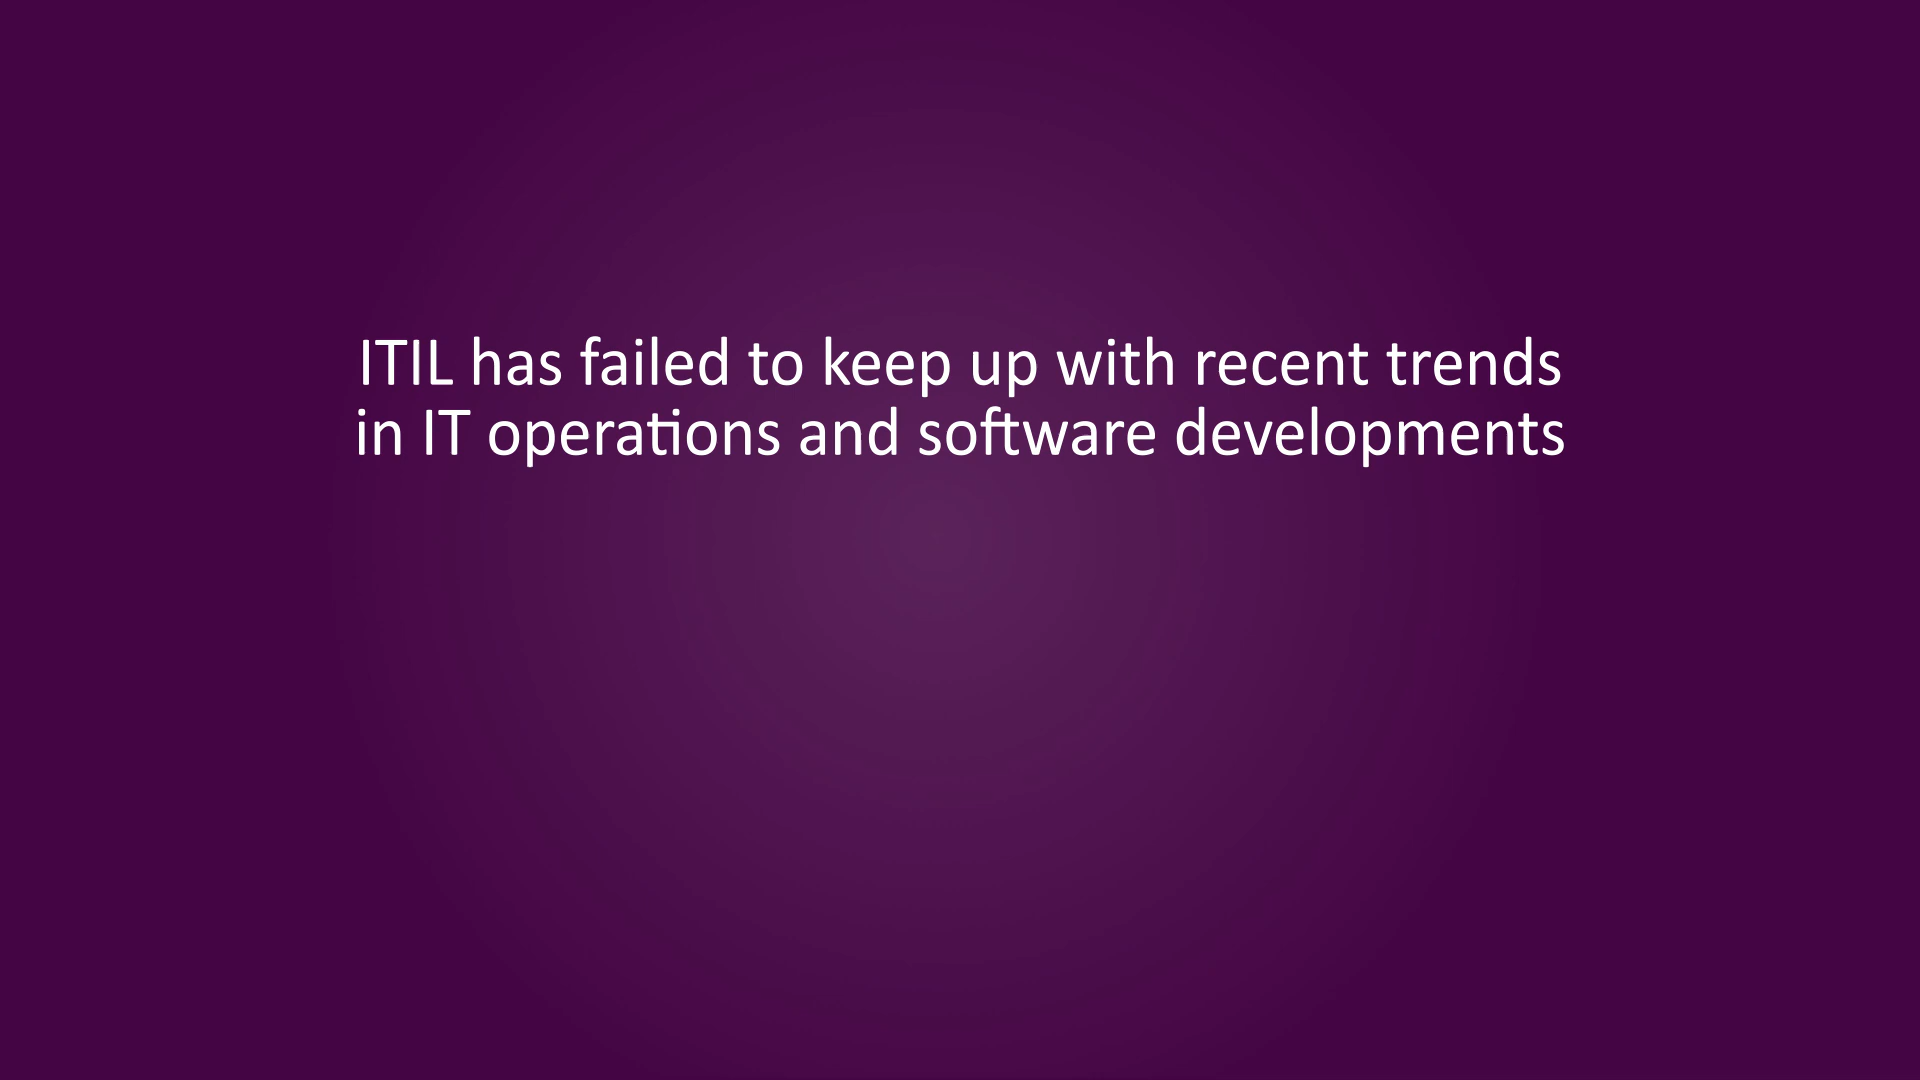 ITIL has failed to keep up with recent trends
in IT operations and software developments